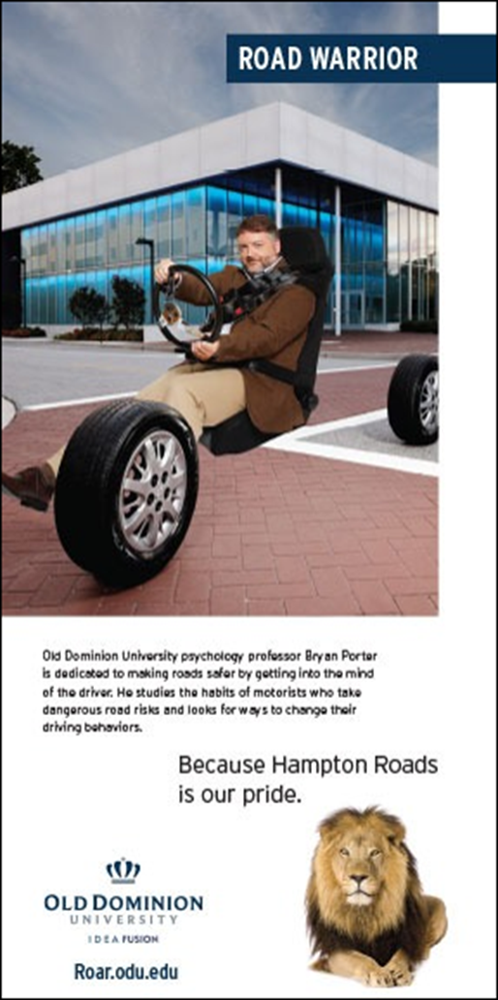 ROAD WARRIOR
Old Dominion University psychology professor Bryan Porter
is dedicated to making roads safer by getting into the mind
of the driver. He studies the habits of motorists who take
dangerous road risks and looks for ways to change their
driving behaviors.
Because Hampton Roads
is our pride.
OLD DOMINION
UNIVERSITY
IDEA FUSION
Roar.odu.edu